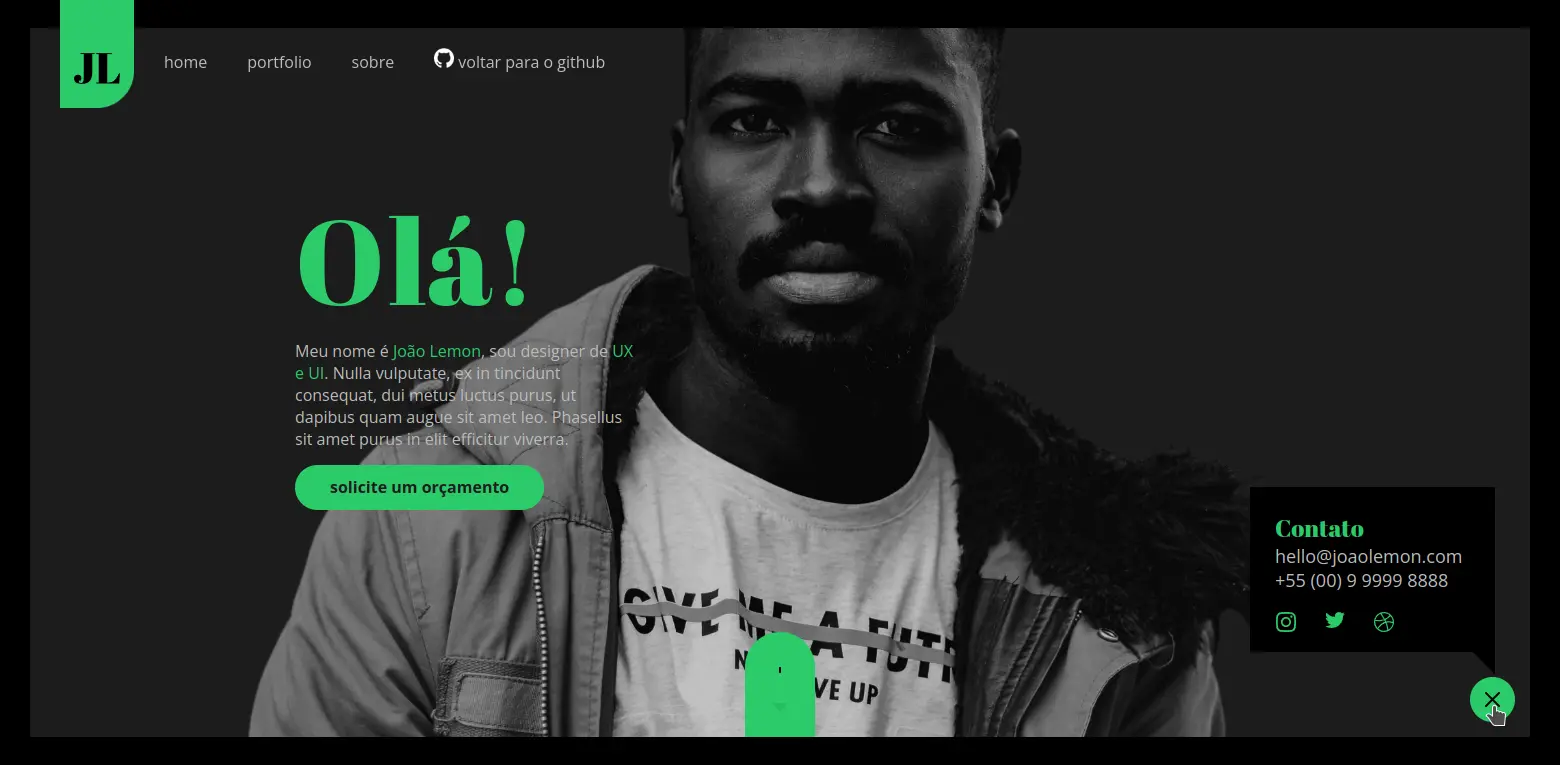 JL
home
portfolio
sobre
voltar para o github
Olá!
Meu nome é João Lemon, sou designer de UX
e UI. Nulla vulputate, ex in tincidunt
consequat, dui metus luctus purus, ut
dapibus quam augue sit amet leo. Phasellus
sit amet purus in elit efficitur viverra.
solicite um orçamento
GIVE ME A FUTR
VE UP
Contato
hello@joaolemon.com
+55 (00) 9 9999 8888